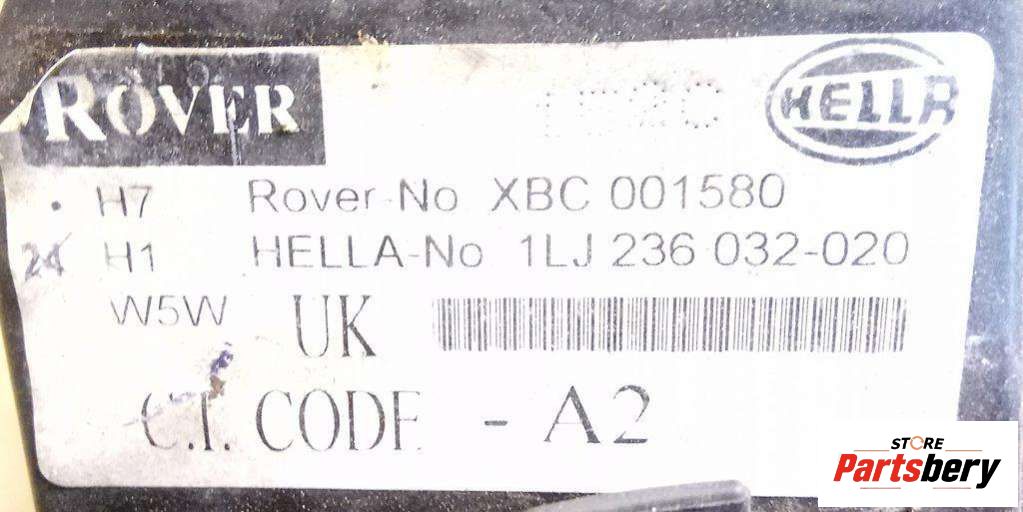 ROVER
HELLA
H7 Rover-No XBC 001580
24 H1 HELLA-No 1LJ 236 032-020
W5W UK
C.I. CODE - A2
STORE
Partsbery